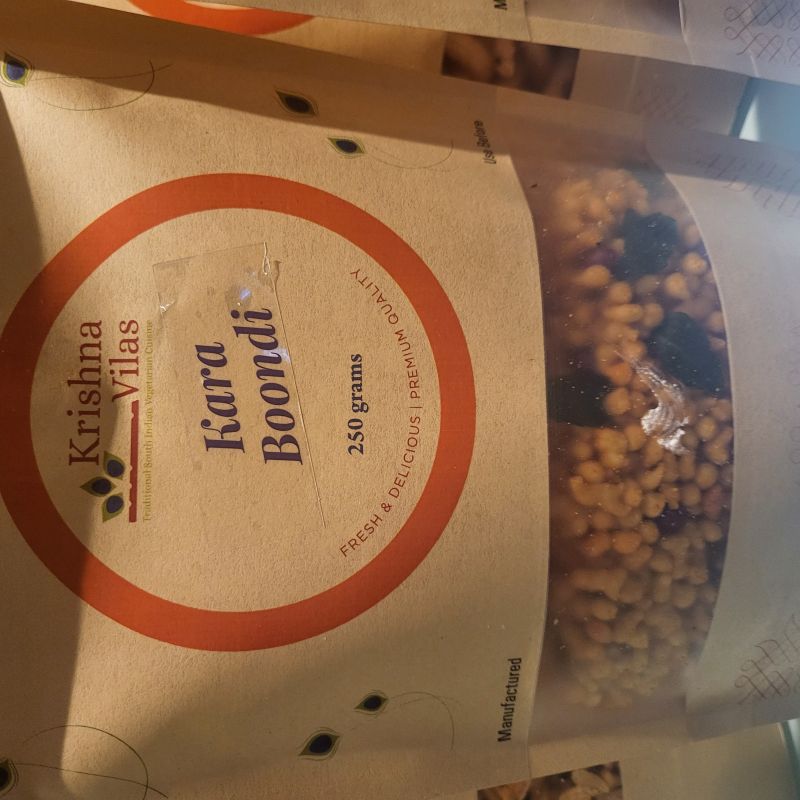 Krishna
Vilas
Traditional South Indian Vegetarian Cuisine
Kara
Boondi
250 grams
FRESH & DELICIOUS | PREMIUM QUALITY
Manufactured
Use Before